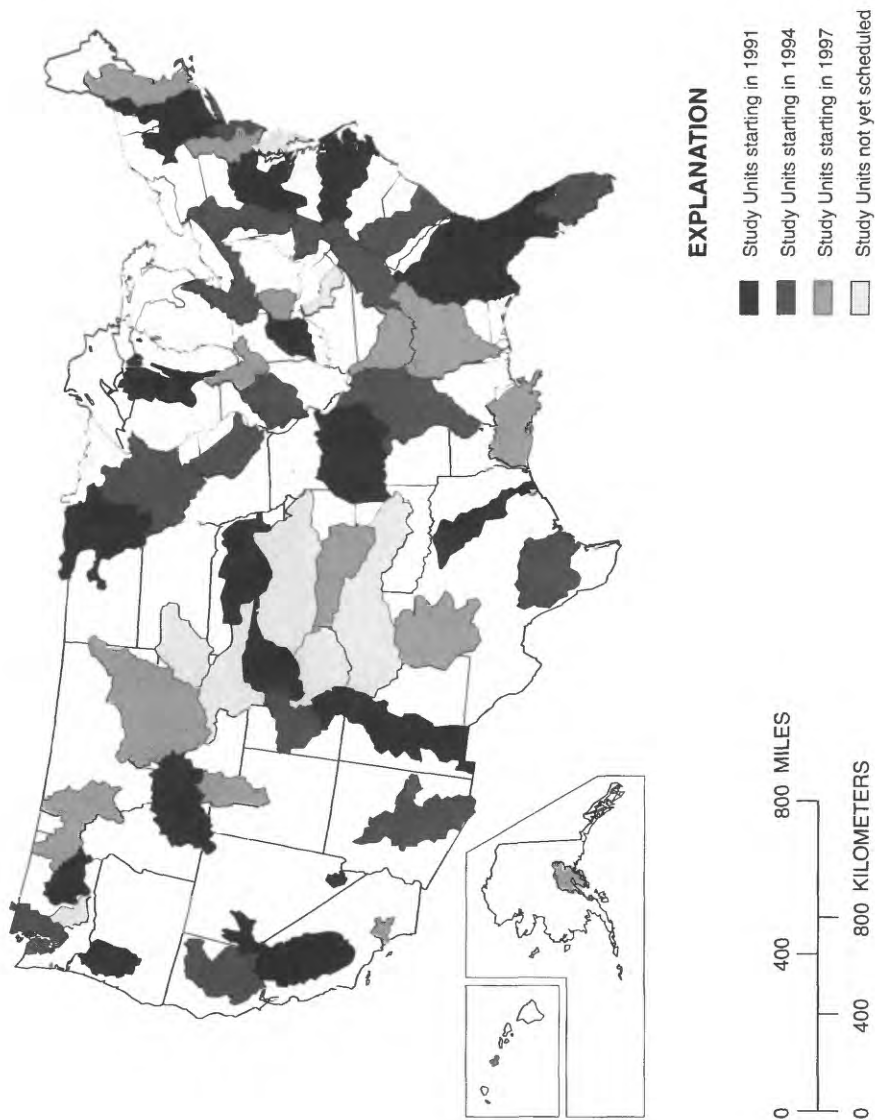 EXPLANATION
Study Units starting in 1991
Study Units starting in 1994
Study Units starting in 1997
Study Units not yet scheduled
0 400 800 MILES
0 400 800 KILOMETERS